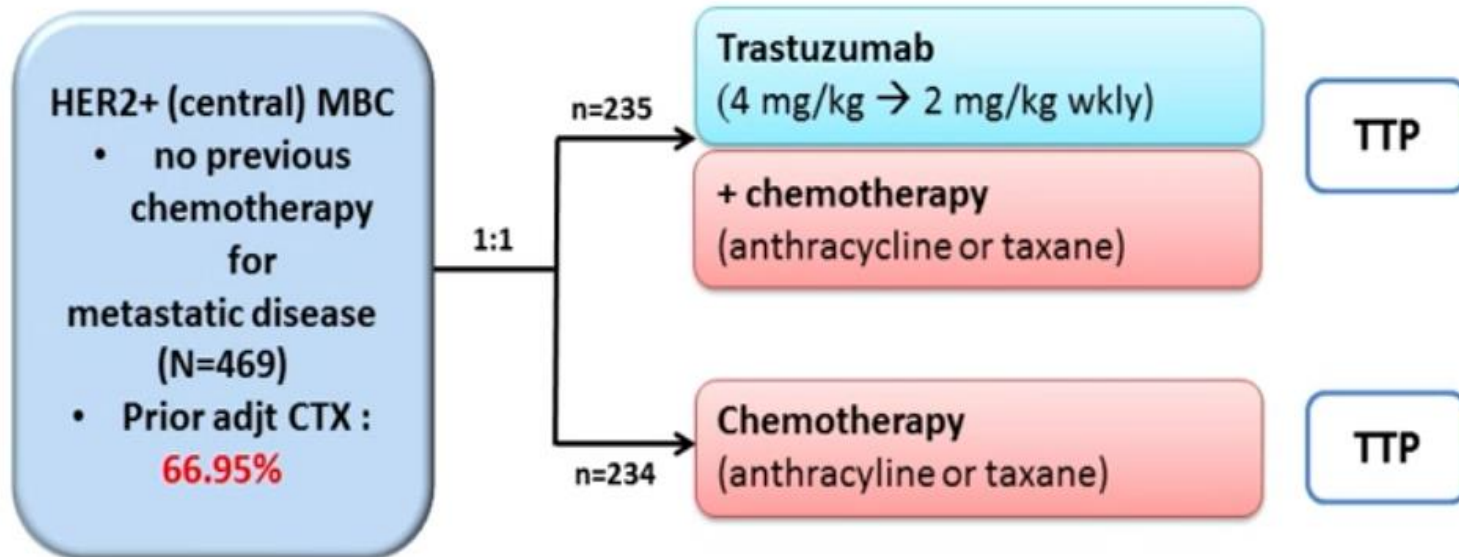 HER2+ (central) MBC
• no previous
chemotherapy
for
metastatic disease
(N=469)
• Prior adjt CTX :
66.95%
1:1
n=235
Trastuzumab
(4 mg/kg → 2 mg/kg wkly)
+ chemotherapy
(anthracycline or taxane)
TTP
n=234
Chemotherapy
(anthracyline or taxane)
TTP